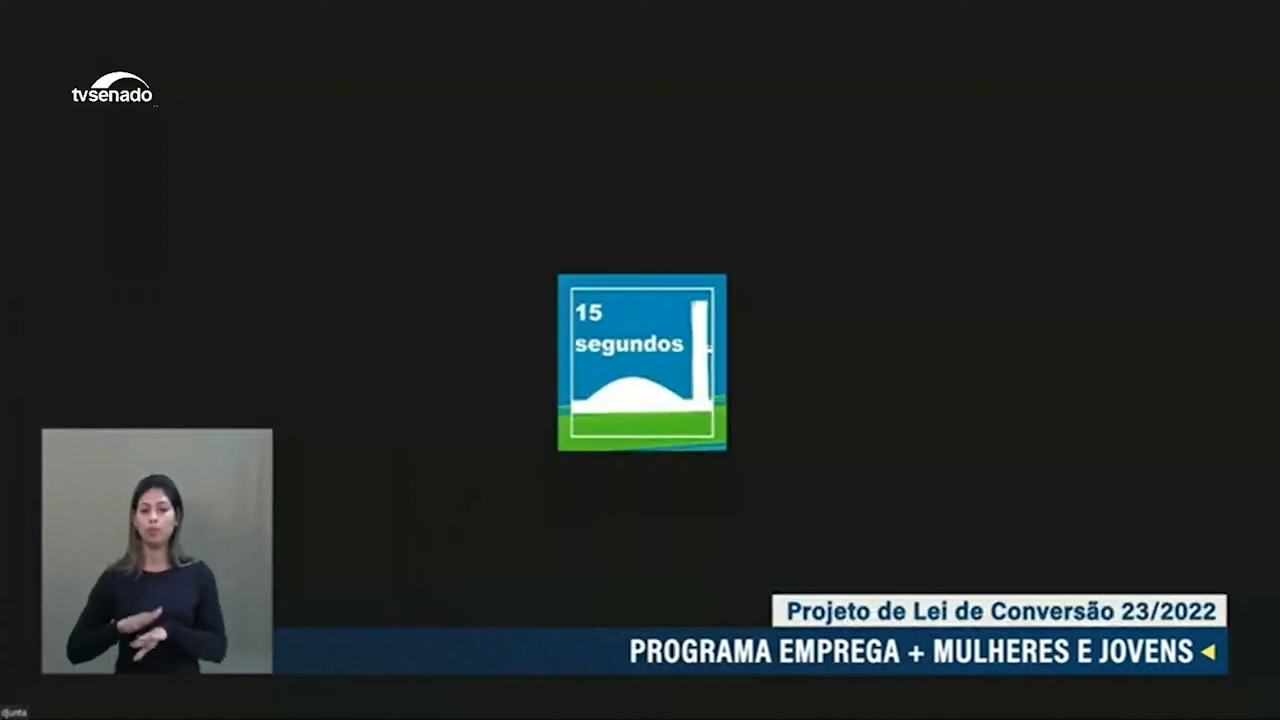 tvsenado
15
segundos
Projeto de Lei de Conversão 23/2022
PROGRAMA EMPREGA + MULHERES E JOVENS